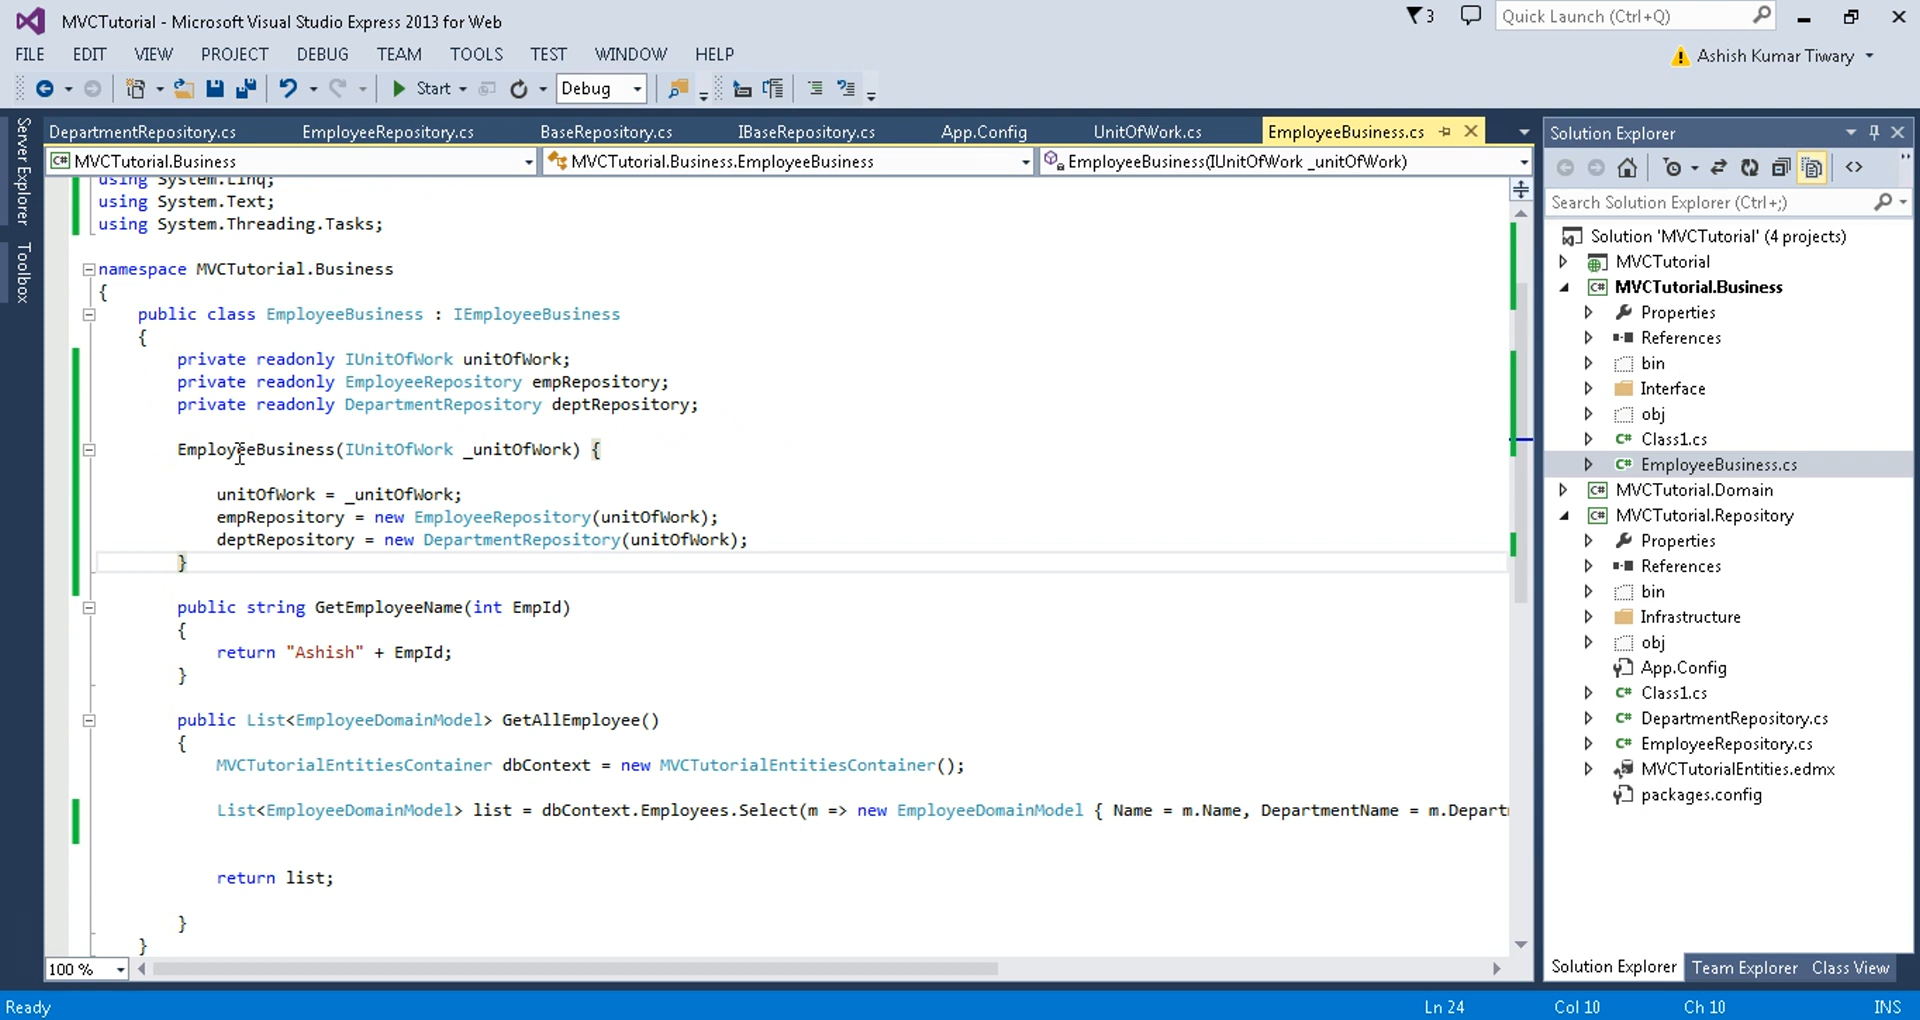 MVCTutorial - Microsoft Visual Studio Express 2013 for Web
3
Quick Launch (Ctrl+Q)
FILE EDIT VIEW PROJECT DEBUG TEAM TOOLS TEST WINDOW HELP
Ashish Kumar Tiwary
Start Debug
Server Explorer
Toolbox
DepartmentRepository.cs EmployeeRepository.cs BaseRepository.cs IBaseRepository.cs App.Config UnitOfWork.cs EmployeeBusiness.cs
MVCTutorial.Business MVCTutorial.Business.EmployeeBusiness EmployeeBusiness(IUnitOfWork _unitOfWork)
using System.Linq;
using System.Text;
using System.Threading.Tasks;
namespace MVCTutorial.Business
{
public class EmployeeBusiness : IEmployeeBusiness
{
private readonly IUnitOfWork unitOfWork;
private readonly EmployeeRepository empRepository;
private readonly DepartmentRepository deptRepository;
EmployeeBusiness(IUnitOfWork _unitOfWork) {
unitOfWork = _unitOfWork;
empRepository = new EmployeeRepository(unitOfWork);
deptRepository = new DepartmentRepository(unitOfWork);
}
public string GetEmployeeName(int EmpId)
{
return "Ashish" + EmpId;
}
public List<EmployeeDomainModel> GetAllEmployee()
{
MVCTutorialEntitiesContainer dbContext = new MVCTutorialEntitiesContainer();
List<EmployeeDomainModel> list = dbContext.Employees.Select(m => new EmployeeDomainModel { Name = m.Name, DepartmentName = m.Depart
return list;
}
}
100 %
Solution Explorer
Search Solution Explorer (Ctrl+;)
Solution 'MVCTutorial' (4 projects)
MVCTutorial
MVCTutorial.Business
Properties
References
bin
Interface
obj
Class1.cs
EmployeeBusiness.cs
MVCTutorial.Domain
MVCTutorial.Repository
Properties
References
bin
Infrastructure
obj
App.Config
Class1.cs
DepartmentRepository.cs
EmployeeRepository.cs
MVCTutorialEntities.edmx
packages.config
Solution Explorer Team Explorer Class View
Ready Ln 24 Col 10 Ch 10 INS